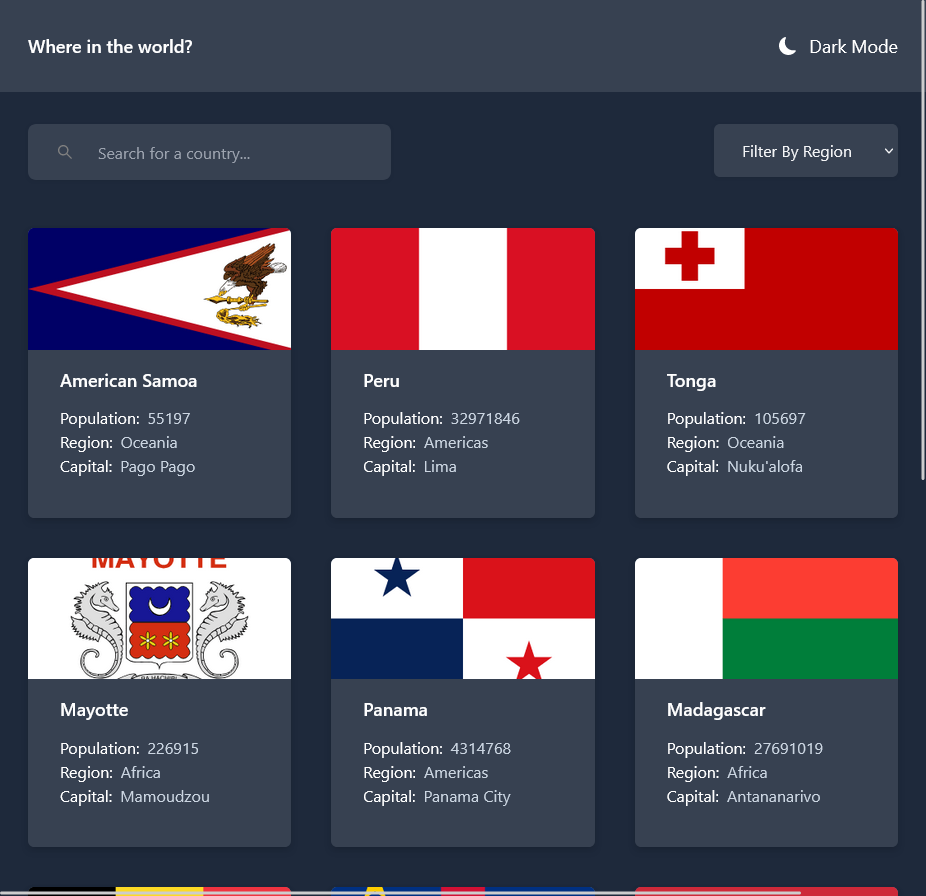 Where in the world?
Dark Mode
Search for a country...
Filter By Region
American Samoa
Population: 55197
Region: Oceania
Capital: Pago Pago
Peru
Population: 32971846
Region: Americas
Capital: Lima
Tonga
Population: 105697
Region: Oceania
Capital: Nuku'alofa
MAYOTTE
Mayotte
Population: 226915
Region: Africa
Capital: Mamoudzou
Panama
Population: 4314768
Region: Americas
Capital: Panama City
Madagascar
Population: 27691019
Region: Africa
Capital: Antananarivo